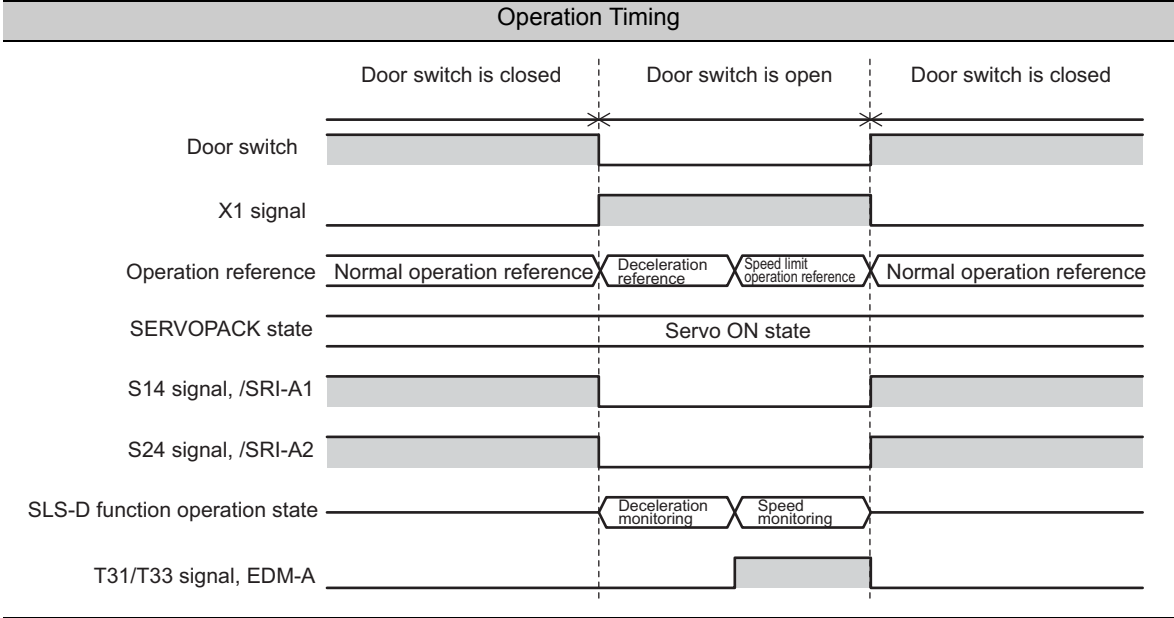 Operation Timing
Door switch is closed
Door switch is open
Door switch is closed
Door switch
X1 signal
Operation reference
Normal operation reference
Deceleration
reference
Speed limit
operation reference
Normal operation reference
SERVOPACK state
Servo ON state
S14 signal, /SRI-A1
S24 signal, /SRI-A2
SLS-D function operation state
Deceleration
monitoring
Speed
monitoring
T31/T33 signal, EDM-A